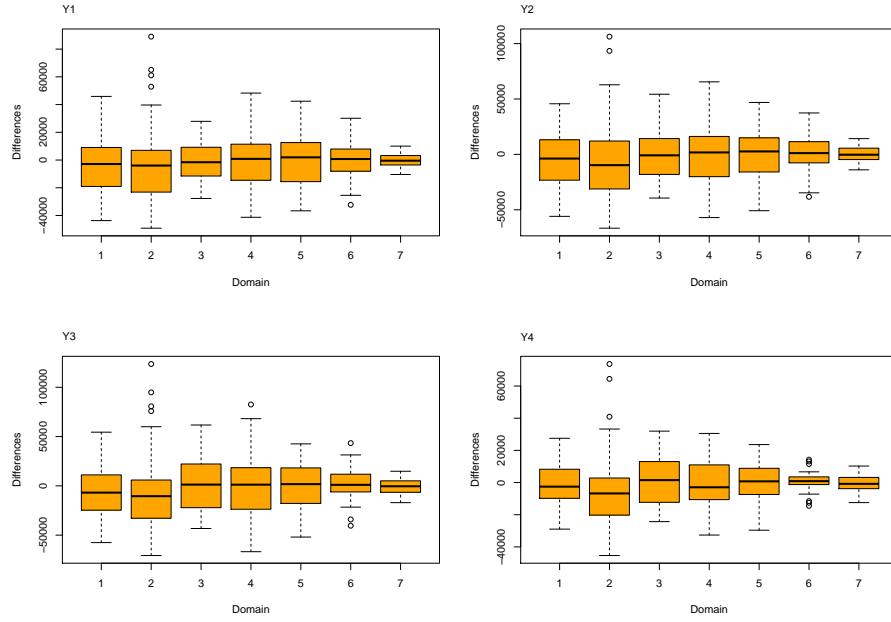 Y1
Differences
−40000 0 20000 60000
1 2 3 4 5 6 7
Domain
Y2
Differences
−50000 0 50000 100000
1 2 3 4 5 6 7
Domain
Y3
Differences
−50000 0 50000 100000
1 2 3 4 5 6 7
Domain
Y4
Differences
−40000 0 20000 60000
1 2 3 4 5 6 7
Domain